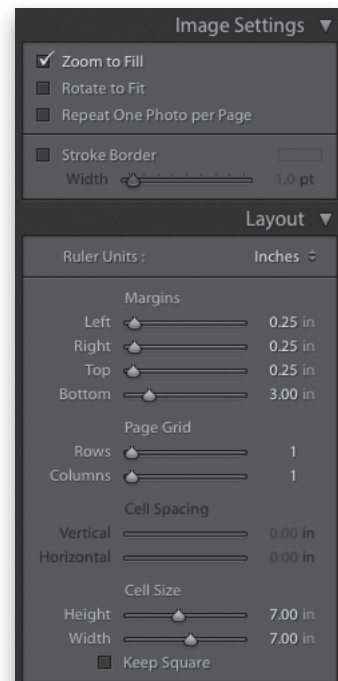 Image Settings
Zoom to Fill
Rotate to Fit
Repeat One Photo per Page
Stroke Border
Width 1.0 pt
Layout
Ruler Units : Inches
Margins
Left 0.25 in
Right 0.25 in
Top 0.25 in
Bottom 3.00 in
Page Grid
Rows 1
Columns 1
Cell Spacing
Vertical 0.00 in
Horizontal 0.00 in
Cell Size
Height 7.00 in
Width 7.00 in
Keep Square